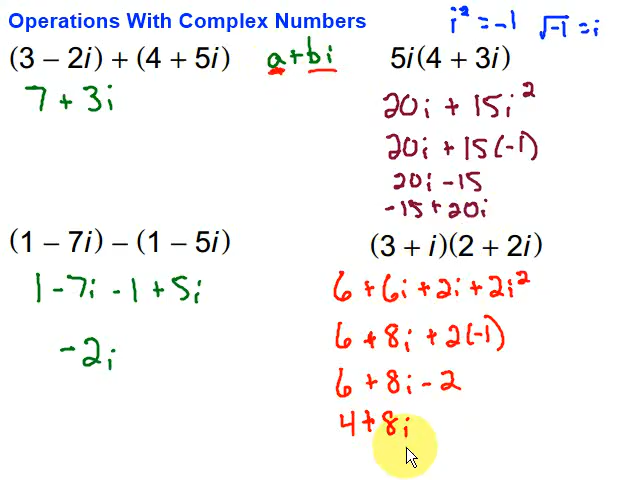 Operations With Complex Numbers
i² = -1 √-1 = i
(3 − 2i) + (4 + 5i)
a+bi
7 + 3i
5i(4 + 3i)
20i + 15i²
20i + 15(-1)
20i - 15
-15 + 20i
(1 − 7i) − (1 − 5i)
1 - 7i - 1 + 5i
-2i
(3 + i)(2 + 2i)
6 + 6i + 2i + 2i²
6 + 8i + 2(-1)
6 + 8i - 2
4 + 8i